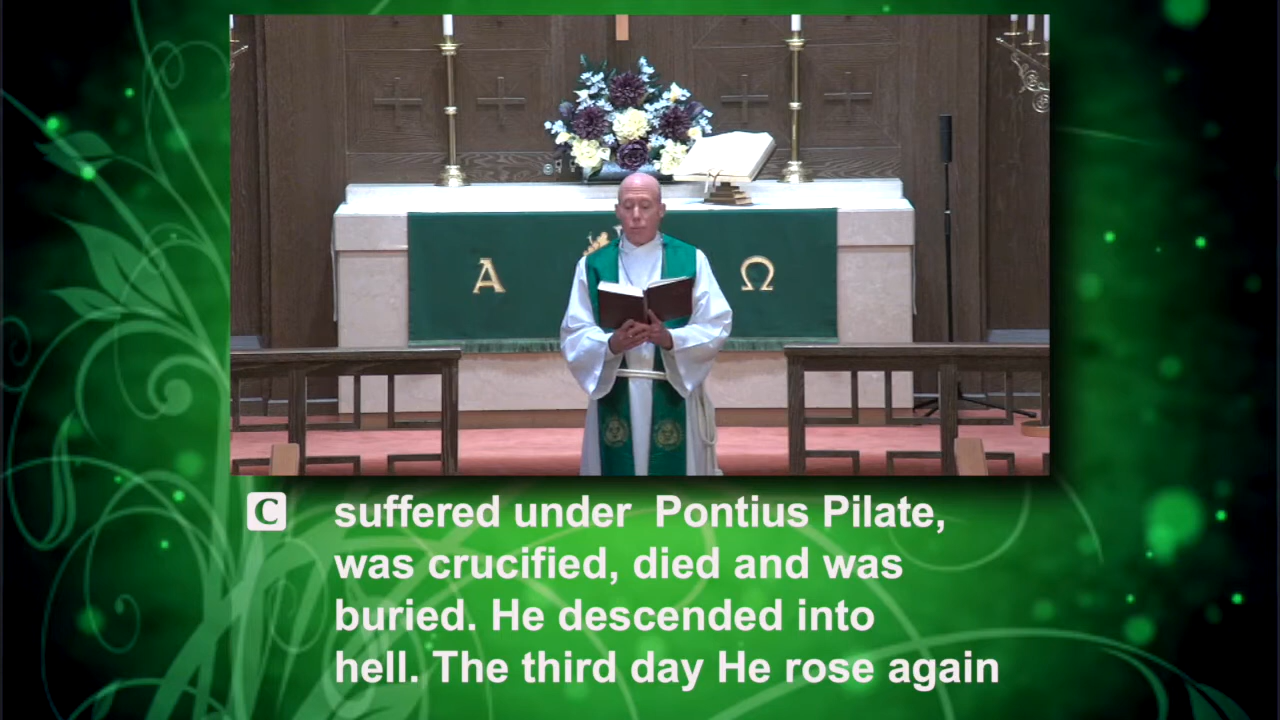 Α Ω
C suffered under Pontius Pilate,
was crucified, died and was
buried. He descended into
hell. The third day He rose again